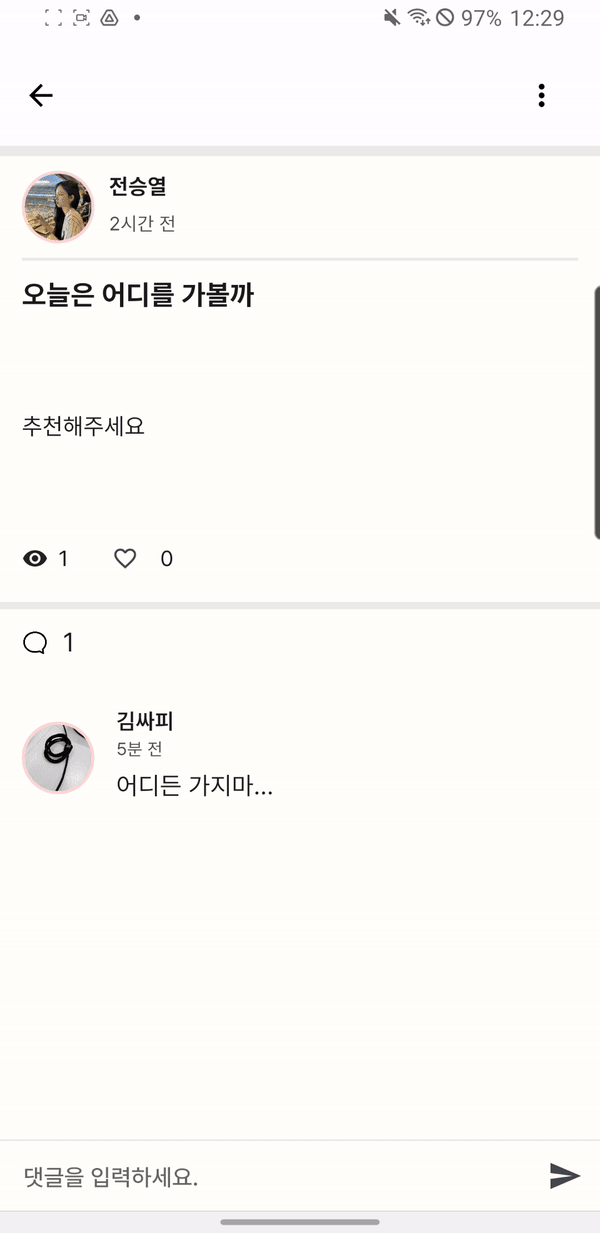 97% 12:29
전승열
2시간 전
오늘은 어디를 가볼까
추천해주세요
1 0
1
김싸피
5분 전
어디든 가지마...
댓글을 입력하세요.